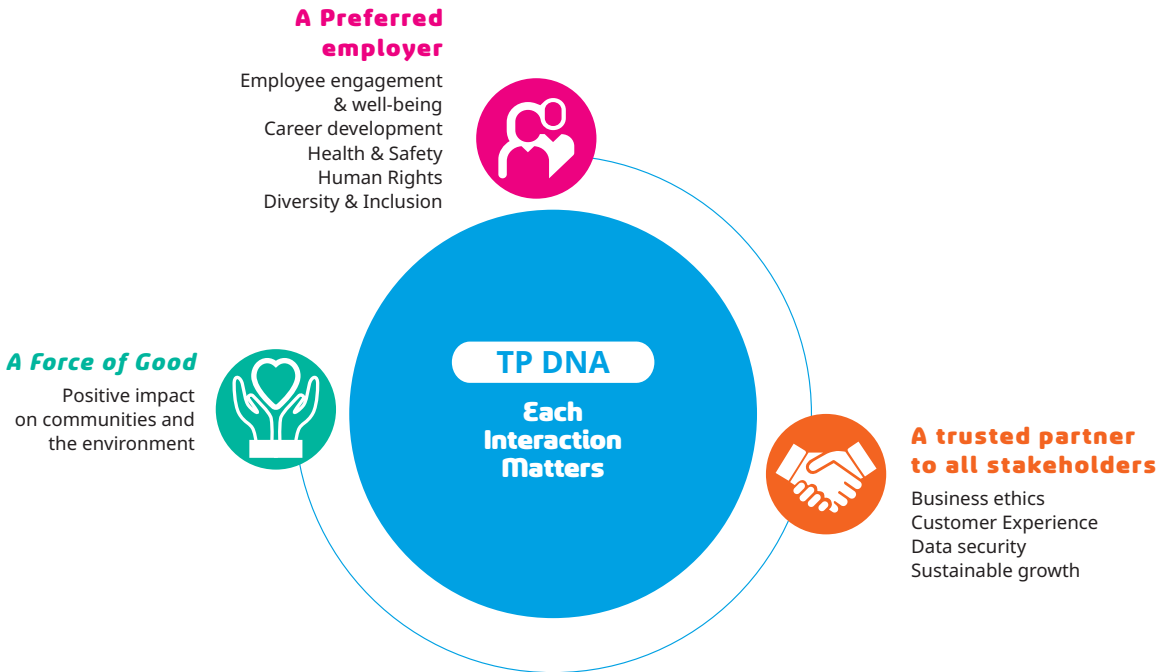 A Preferred
employer
Employee engagement
& well-being
Career development
Health & Safety
Human Rights
Diversity & Inclusion
A Force of Good
Positive impact
on communities and
the environment
TP DNA
Each
Interaction
Matters
A trusted partner
to all stakeholders
Business ethics
Customer Experience
Data security
Sustainable growth